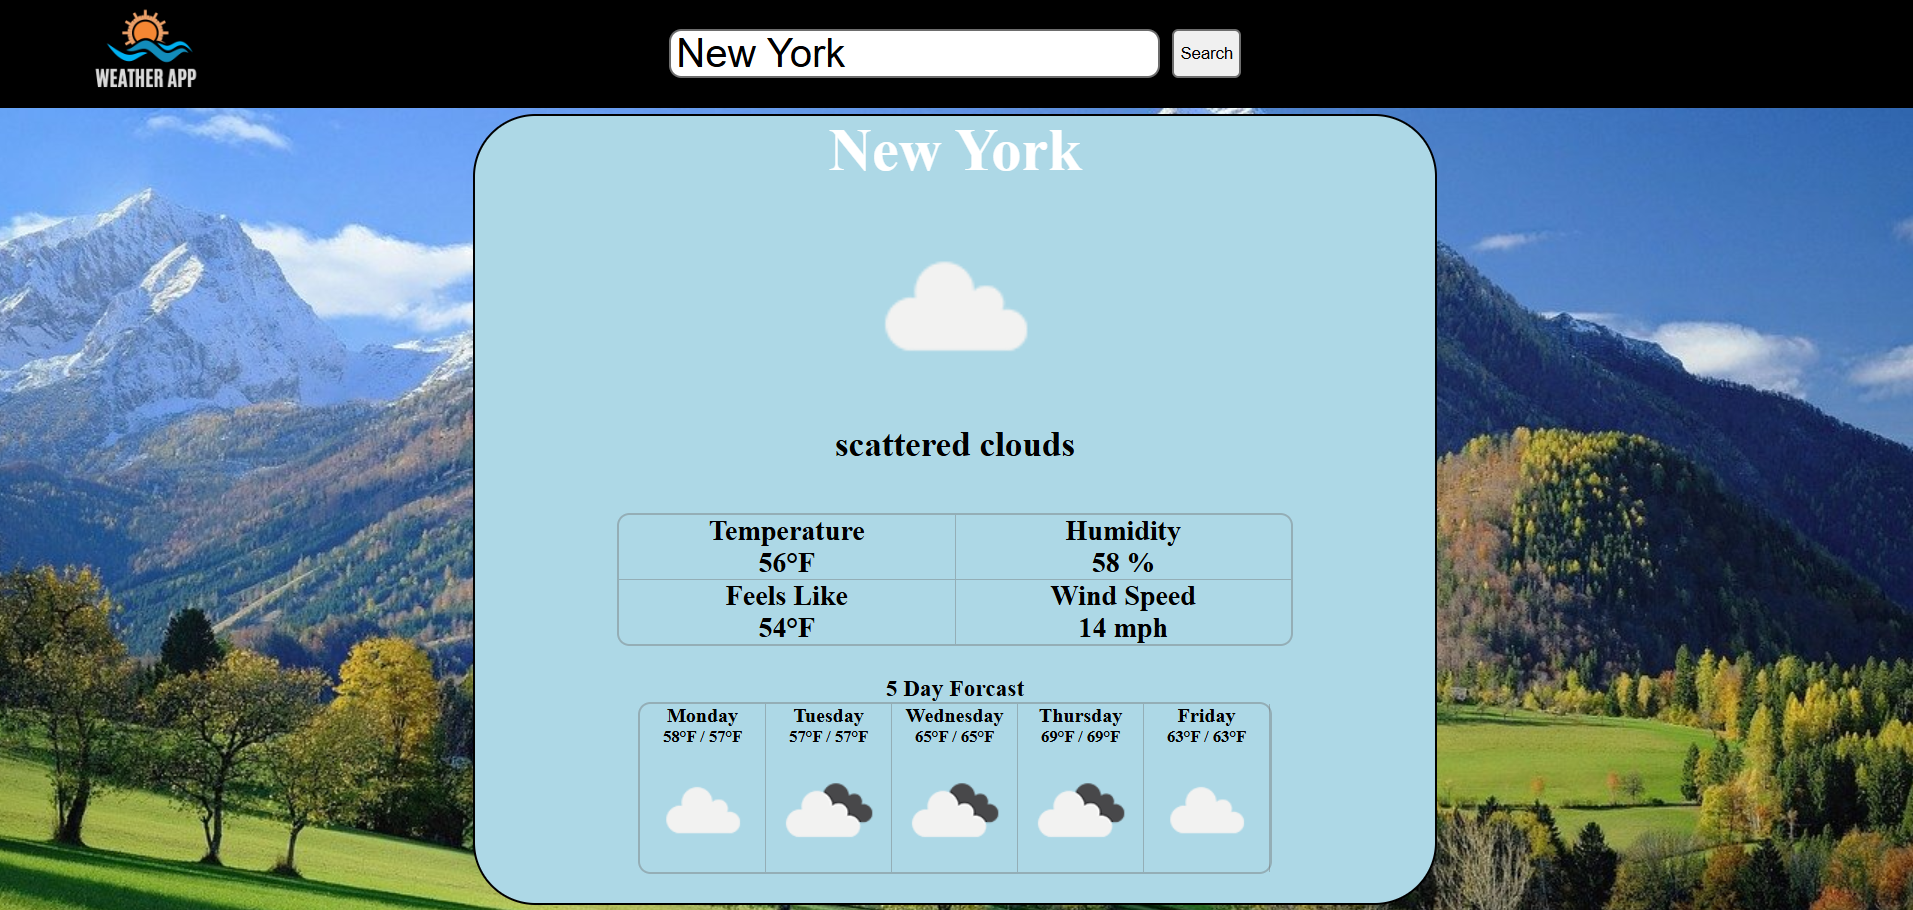 WEATHER APP
New York
Search
New York
scattered clouds
Temperature
56°F
Humidity
58 %
Feels Like
54°F
Wind Speed
14 mph
5 Day Forcast
Monday
58°F / 57°F
Tuesday
57°F / 57°F
Wednesday
65°F / 65°F
Thursday
69°F / 69°F
Friday
63°F / 63°F